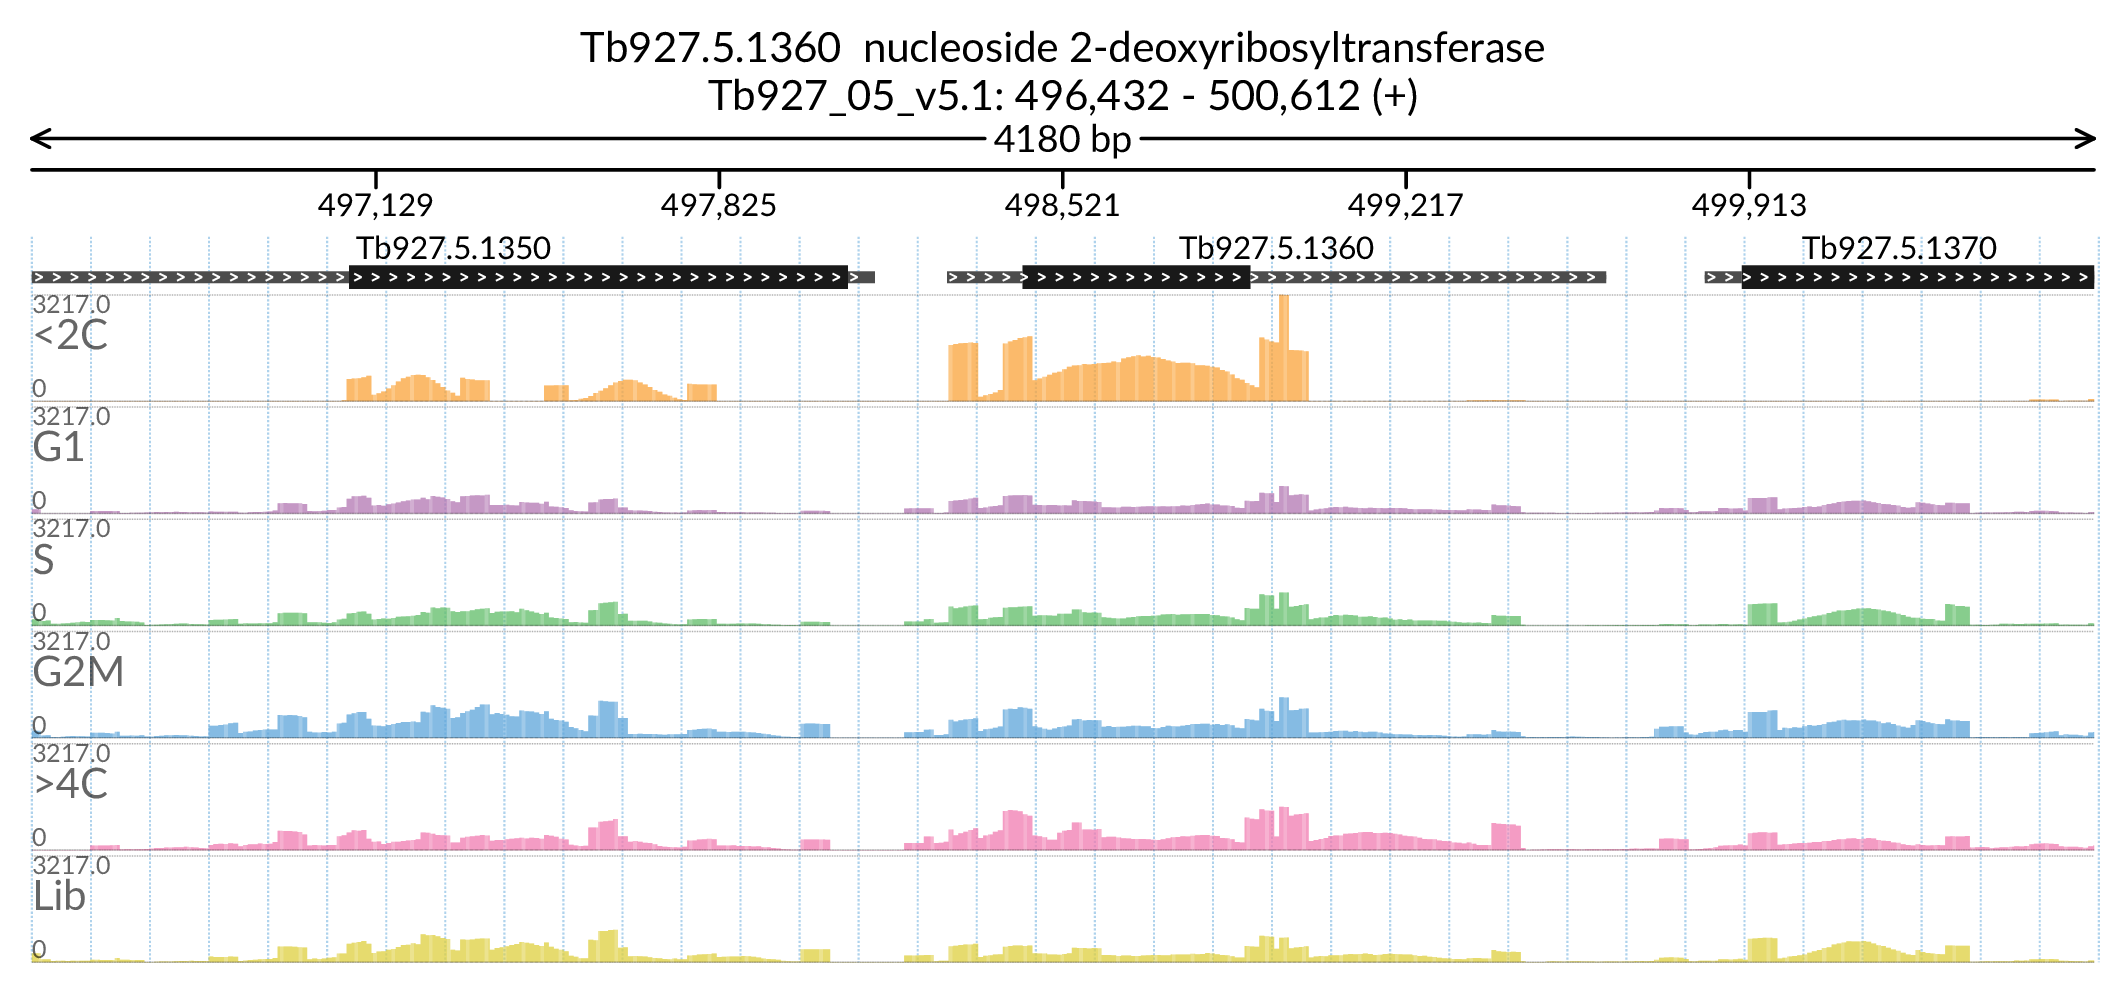 Tb927.5.1360  nucleoside 2-deoxyribosyltransferase
Tb927_05_v5.1: 496,432 - 500,612 (+)
4180 bp
497,129 497,825 498,521 499,217 499,913
Tb927.5.1350 Tb927.5.1360 Tb927.5.1370
3217.0
<2C
0
3217.0
G1
0
3217.0
S
0
3217.0
G2M
0
3217.0
>4C
0
3217.0
Lib
0